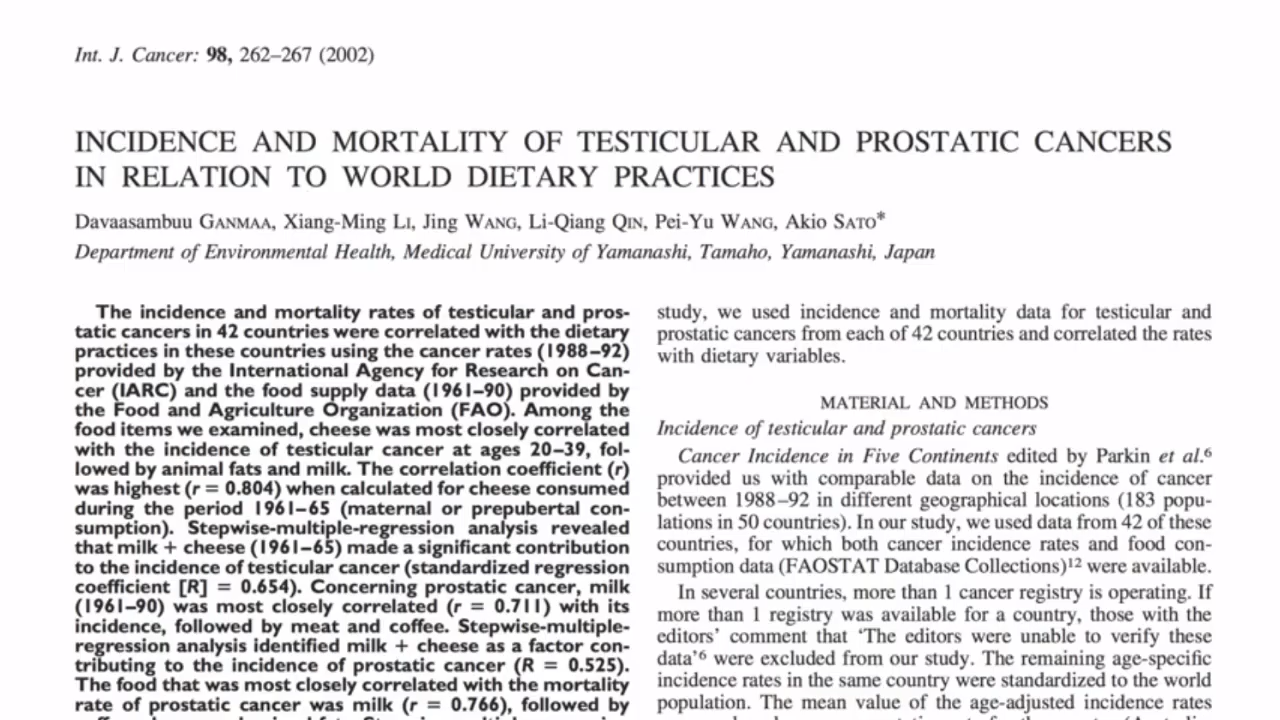 Int. J. Cancer: 98, 262–267 (2002)
INCIDENCE AND MORTALITY OF TESTICULAR AND PROSTATIC CANCERS
IN RELATION TO WORLD DIETARY PRACTICES
Davaasambuu GANMAA, Xiang-Ming LI, Jing WANG, Li-Qiang QIN, Pei-Yu WANG, Akio SATO*
Department of Environmental Health, Medical University of Yamanashi, Tamaho, Yamanashi, Japan
The incidence and mortality rates of testicular and pros-
tatic cancers in 42 countries were correlated with the dietary
practices in these countries using the cancer rates (1988–92)
provided by the International Agency for Research on Can-
cer (IARC) and the food supply data (1961–90) provided by
the Food and Agriculture Organization (FAO). Among the
food items we examined, cheese was most closely correlated
with the incidence of testicular cancer at ages 20–39, fol-
lowed by animal fats and milk. The correlation coefficient (r)
was highest (r = 0.804) when calculated for cheese consumed
during the period 1961–65 (maternal or prepubertal con-
sumption). Stepwise-multiple-regression analysis revealed
that milk + cheese (1961–65) made a significant contribution
to the incidence of testicular cancer (standardized regression
coefficient [R] = 0.654). Concerning prostatic cancer, milk
(1961–90) was most closely correlated (r = 0.711) with its
incidence, followed by meat and coffee. Stepwise-multiple-
regression analysis identified milk + cheese as a factor con-
tributing to the incidence of prostatic cancer (R = 0.525).
The food that was most closely correlated with the mortality
rate of prostatic cancer was milk (r = 0.766), followed by
study, we used incidence and mortality data for testicular and
prostatic cancers from each of 42 countries and correlated the rates
with dietary variables.
MATERIAL AND METHODS
Incidence of testicular and prostatic cancers
Cancer Incidence in Five Continents edited by Parkin et al.⁶
provided us with comparable data on the incidence of cancer
between 1988–92 in different geographical locations (183 popu-
lations in 50 countries). In our study, we used data from 42 of these
countries, for which both cancer incidence rates and food con-
sumption data (FAOSTAT Database Collections)¹² were available.
In several countries, more than 1 cancer registry is operating. If
more than 1 registry was available for a country, those with the
editors' comment that 'The editors were unable to verify these
data'⁶ were excluded from our study. The remaining age-specific
incidence rates in the same country were standardized to the world
population. The mean value of the age-adjusted incidence rates